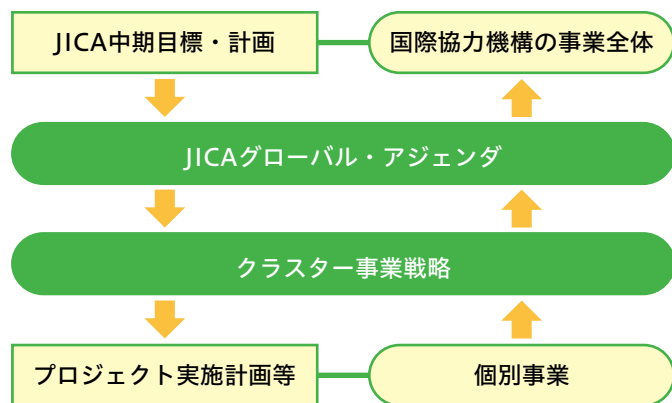 JICA中期目標・計画
国際協力機構の事業全体
JICAグローバル・アジェンダ
クラスター事業戦略
プロジェクト実施計画等
個別事業